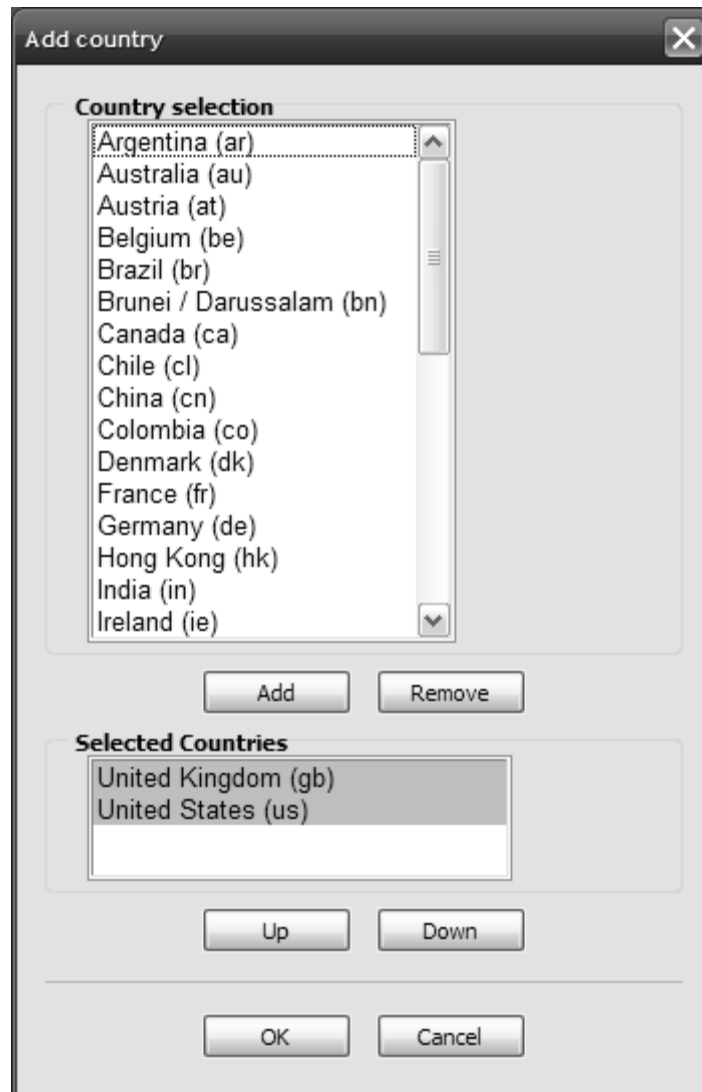 Add country
Country selection
Argentina (ar)
Australia (au)
Austria (at)
Belgium (be)
Brazil (br)
Brunei / Darussalam (bn)
Canada (ca)
Chile (cl)
China (cn)
Colombia (co)
Denmark (dk)
France (fr)
Germany (de)
Hong Kong (hk)
India (in)
Ireland (ie)
Add Remove
Selected Countries
United Kingdom (gb)
United States (us)
Up Down
OK Cancel